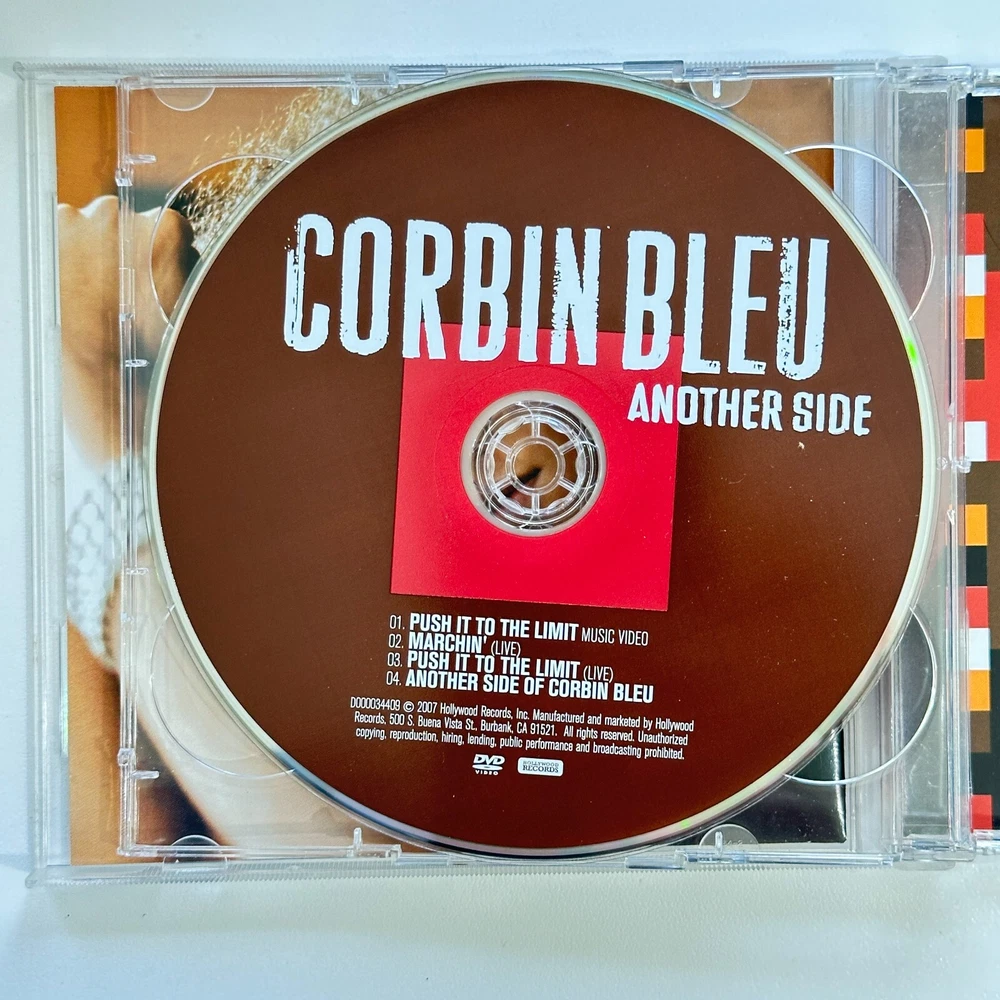 CORBIN BLEU
ANOTHER SIDE
01. PUSH IT TO THE LIMIT MUSIC VIDEO
02. MARCHIN' (LIVE)
03. PUSH IT TO THE LIMIT (LIVE)
04. ANOTHER SIDE OF CORBIN BLEU
D000034409 © 2007 Hollywood Records, Inc. Manufactured and marketed by Hollywood
Records, 500 S. Buena Vista St., Burbank, CA 91521. All rights reserved. Unauthorized
copying, reproduction, hiring, lending, public performance and broadcasting prohibited.
DVD
VIDEO
HOLLYWOOD
RECORDS